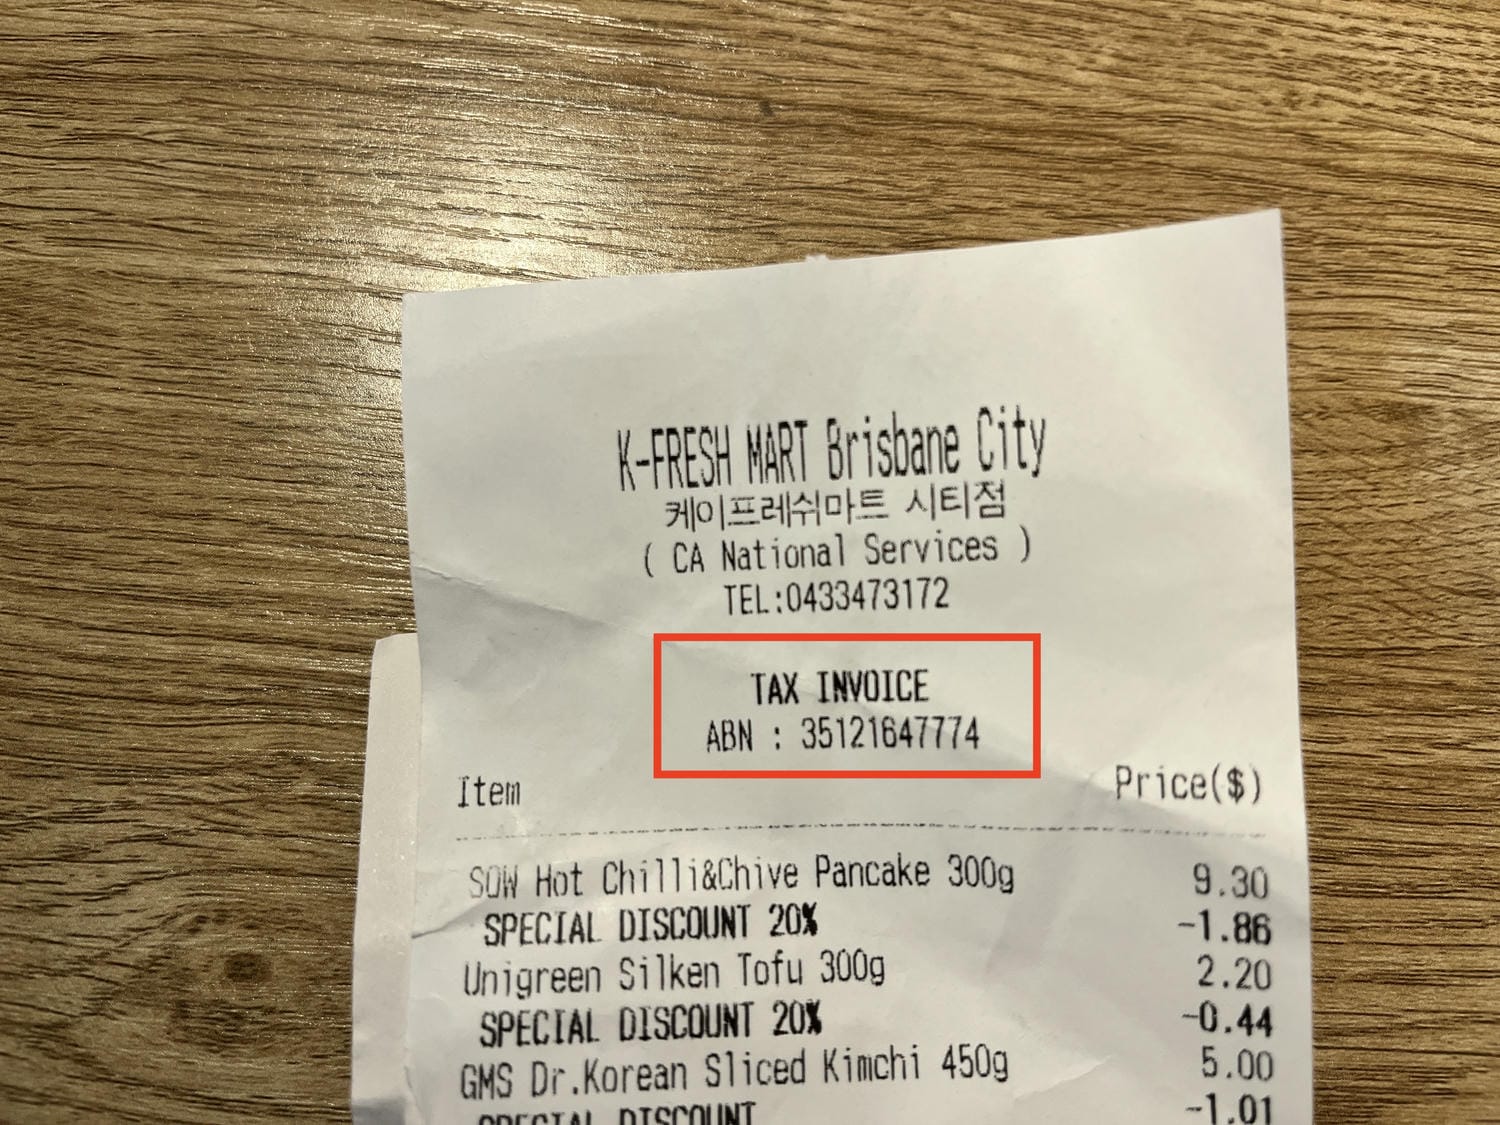 K-FRESH MART Brisbane City
케이프레쉬마트 시티점
( CA National Services )
TEL:0433473172
TAX INVOICE
ABN : 35121647774
Item Price($)
SOW Hot Chilli&Chive Pancake 300g 9.30
SPECIAL DISCOUNT 20% -1.86
Unigreen Silken Tofu 300g 2.20
SPECIAL DISCOUNT 20% -0.44
GMS Dr.Korean Sliced Kimchi 450g 5.00
SPECIAL DISCOUNT -1.01